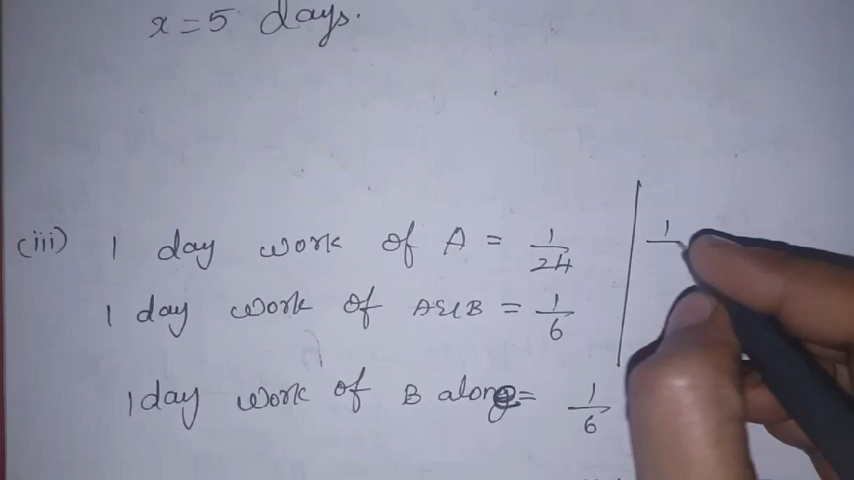 x = 5 days.
(iii) 1 day work of A = 1/24 | 1/
1 day work of A & B = 1/6
1 day work of B alone = 1/6